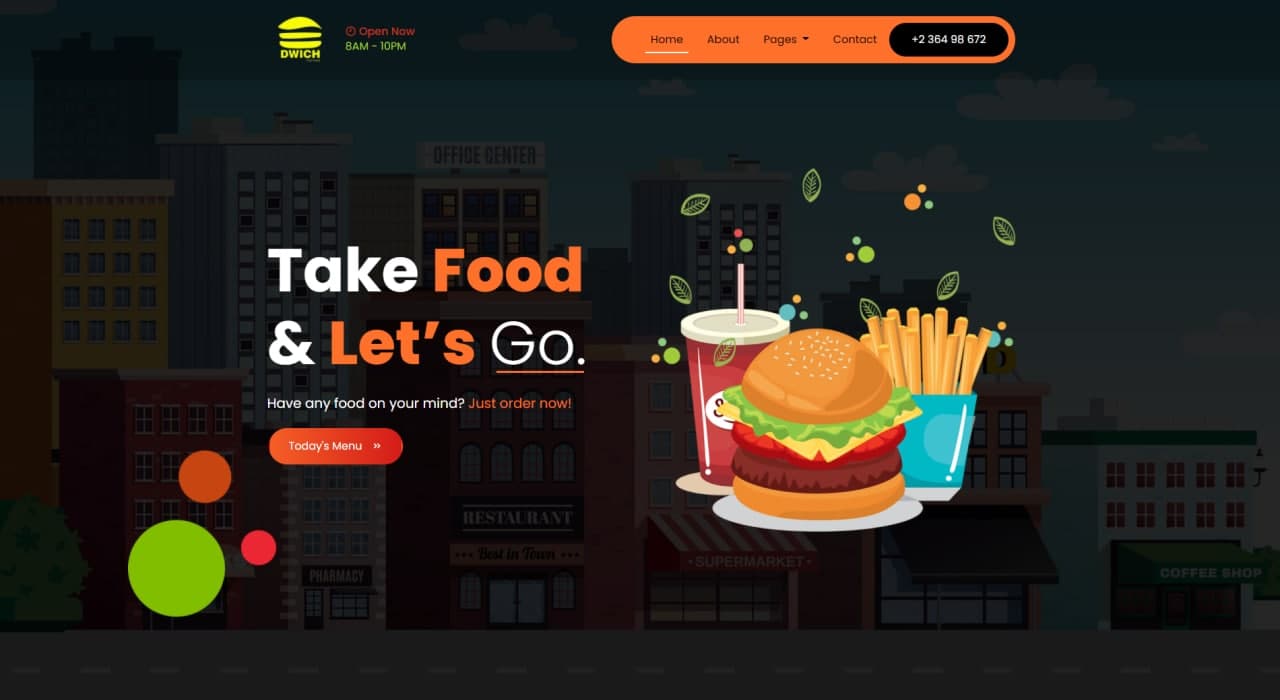 DWICH
Open Now
8AM - 10PM
Home
About
Pages
Contact
+2 364 98 672
OFFICE CENTER
Take Food
& Let’s Go.
Have any food on your mind? Just order now!
Today's Menu »
RESTAURANT
Best in Town
PHARMACY
SUPERMARKET
COFFEE SHOP